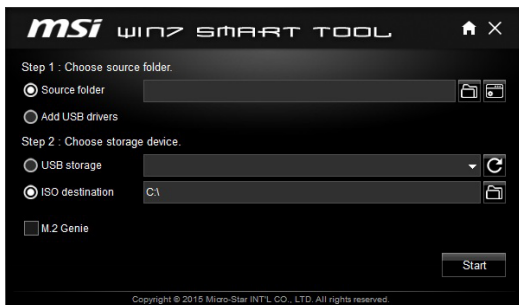 msi WIN7 SMART TOOL
Step 1 : Choose source folder.
Source folder
Add USB drivers
Step 2 : Choose storage device.
USB storage
ISO destination C:\
M.2 Genie
Start
Copyright © 2015 Micro-Star INT'L CO., LTD. All rights reserved.